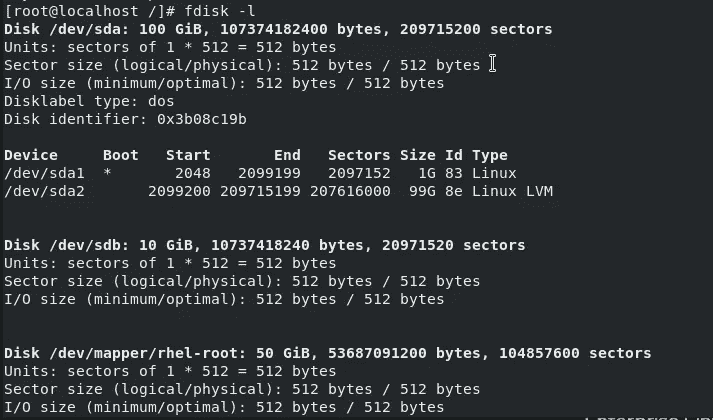 [root@localhost /]# fdisk -l
Disk /dev/sda: 100 GiB, 107374182400 bytes, 209715200 sectors
Units: sectors of 1 * 512 = 512 bytes
Sector size (logical/physical): 512 bytes / 512 bytes
I/O size (minimum/optimal): 512 bytes / 512 bytes
Disklabel type: dos
Disk identifier: 0x3b08c19b
Device     Boot   Start       End   Sectors Size Id Type
/dev/sda1  *       2048   2099199   2097152   1G 83 Linux
/dev/sda2       2099200 209715199 207616000  99G 8e Linux LVM
Disk /dev/sdb: 10 GiB, 10737418240 bytes, 20971520 sectors
Units: sectors of 1 * 512 = 512 bytes
Sector size (logical/physical): 512 bytes / 512 bytes
I/O size (minimum/optimal): 512 bytes / 512 bytes
Disk /dev/mapper/rhel-root: 50 GiB, 53687091200 bytes, 104857600 sectors
Units: sectors of 1 * 512 = 512 bytes
Sector size (logical/physical): 512 bytes / 512 bytes
I/O size (minimum/optimal): 512 bytes / 512 bytes